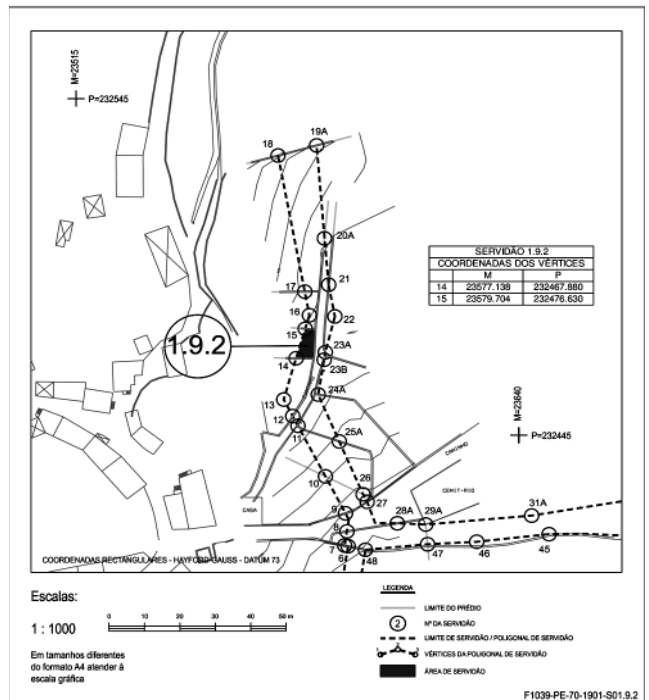 M=23515
P=232545
18
19A
20A
21
17
16
22
15
1.9.2
23A
14
23B
24A
13
12
11
25A
10
26
27
9
8
28A
29A
31A
7
6
48
47
46
45
SERVIDÃO 1.9.2
COORDENADAS DOS VÉRTICES
M P
14 23577.138 232467.880
15 23579.704 232476.630
M=23640
P=232445
CAMINHO
CASA
COORDENADAS RECTANGULARES - HAYFORD-GAUSS - DATUM 73
Escalas:
1 : 1000
0 10 20 30 40 50 m
Em tamanhos diferentes
do formato A4 atender à
escala gráfica
LEGENDA
LIMITE DO PRÉDIO
2 Nº DA SERVIDÃO
LIMITE DE SERVIDÃO / POLIGONAL DE SERVIDÃO
VÉRTICES DA POLIGONAL DE SERVIDÃO
ÁREA DE SERVIDÃO
F1039-PE-70-1901-S01.9.2